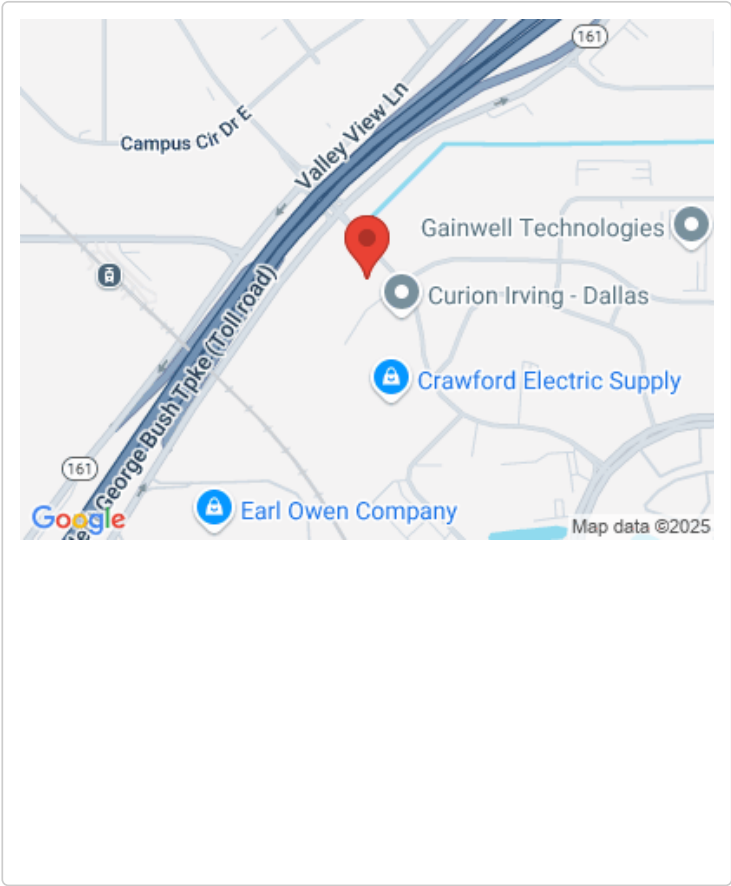 161
Campus Cir Dr E
Valley View Ln
Gainwell Technologies
Curion Irving - Dallas
George Bush Tpke (Toll road)
Crawford Electric Supply
161
Earl Owen Company
Google
Map data ©2025